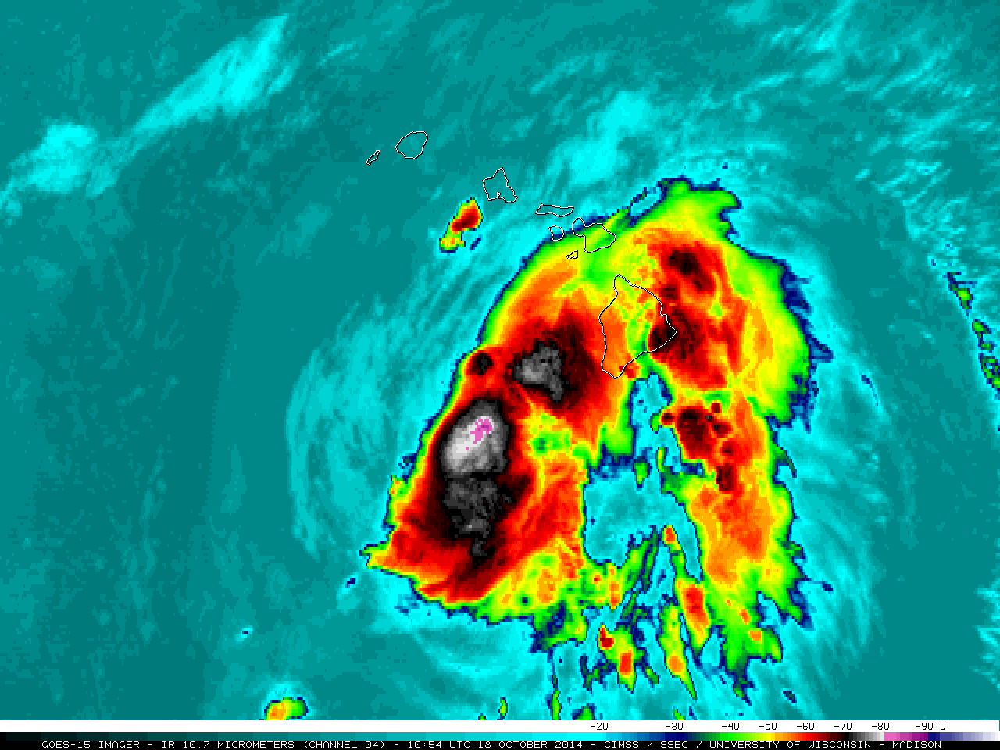 -20 -30 -40 -50 -60 -70 -80 -90 C
GOES-15 IMAGER - IR 10.7 MICROMETERS (CHANNEL 04) - 10:54 UTC 18 OCTOBER 2014 - CIMSS / SSEC / UNIVERSITY OF WISCONSIN - MADISON